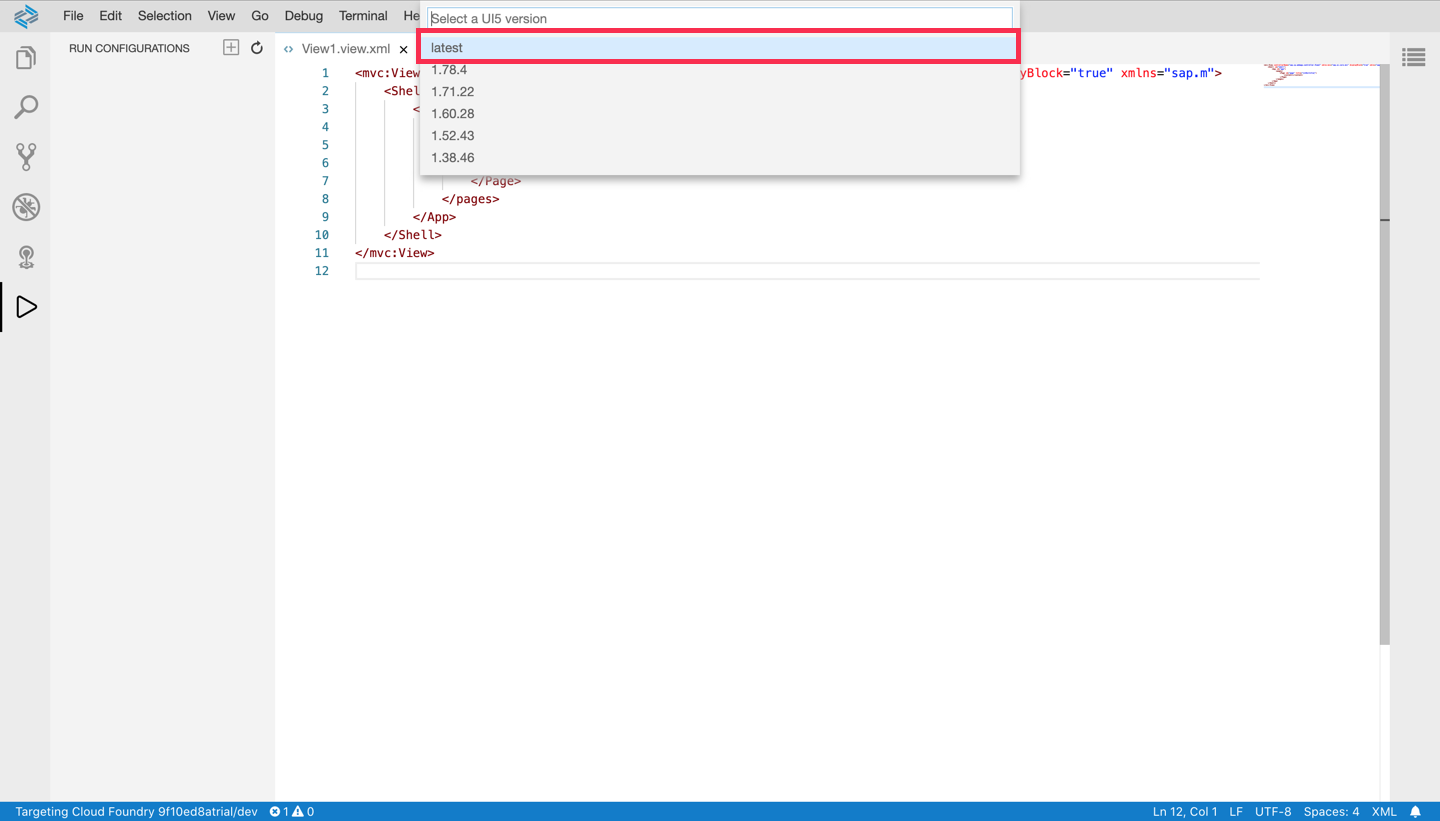 File Edit Selection View Go Debug Terminal He
Select a UI5 version
RUN CONFIGURATIONS
View1.view.xml
latest
1.78.4
1.71.22
1.60.28
1.52.43
1.38.46
1 <mvc:View yBlock="true" xmlns="sap.m">
2 <Shel
3 <
4
5
6
7 </Page>
8 </pages>
9 </App>
10 </Shell>
11 </mvc:View>
12
Targeting Cloud Foundry 9f10ed8atrial/dev 1 0 Ln 12, Col 1 LF UTF-8 Spaces: 4 XML